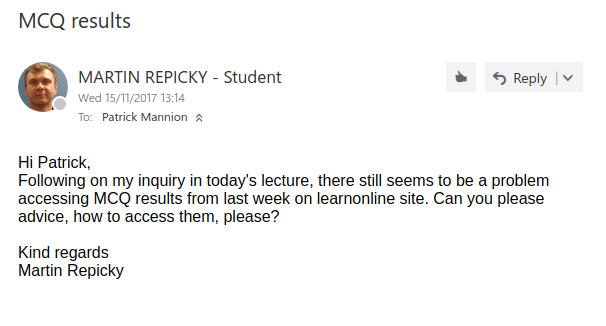 MCQ results
MARTIN REPICKY - Student
Wed 15/11/2017 13:14
To: Patrick Mannion
Reply
Hi Patrick,
Following on my inquiry in today's lecture, there still seems to be a problem
accessing MCQ results from last week on learnonline site. Can you please
advice, how to access them, please?
Kind regards
Martin Repicky